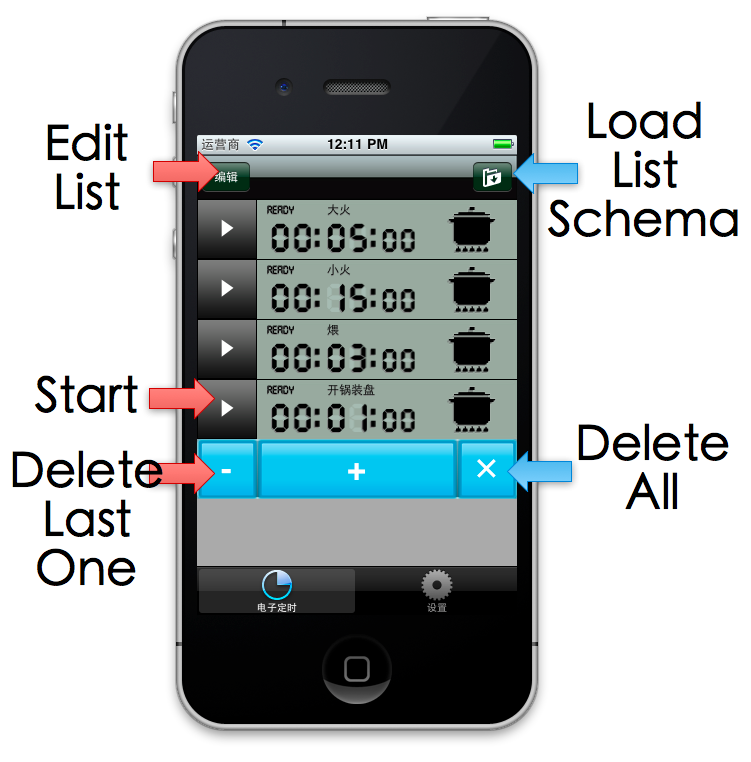 Edit
List
Load
List
Schema
运营商
12:11 PM
编辑
READY 大火
00:05:00
READY 小火
00:15:00
READY 煨
00:03:00
Start
READY 开锅装盘
00:01:00
Delete
Last
One
- + ×
Delete
All
电子定时
设置